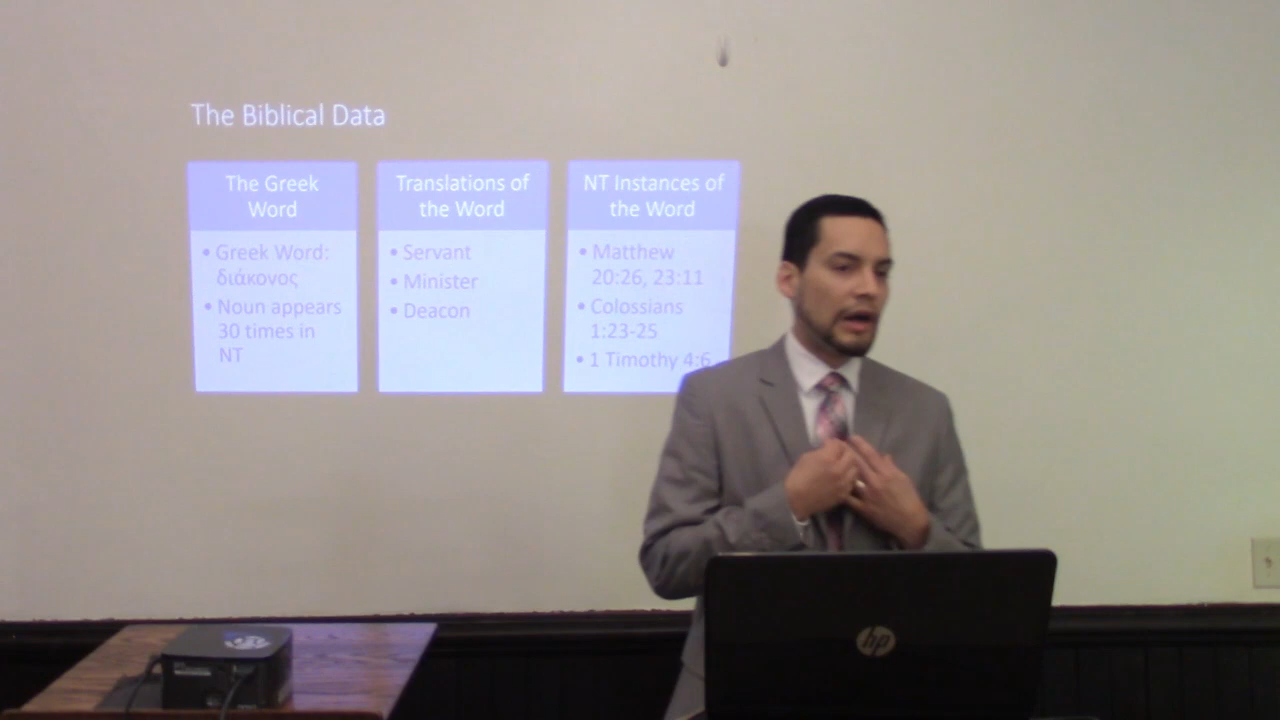 The Biblical Data
The Greek
Word
• Greek Word:
διάκονος
• Noun appears
30 times in
NT
Translations of
the Word
• Servant
• Minister
• Deacon
NT Instances of
the Word
• Matthew
20:26, 23:11
• Colossians
1:23-25
• 1 Timothy 4:6
hp